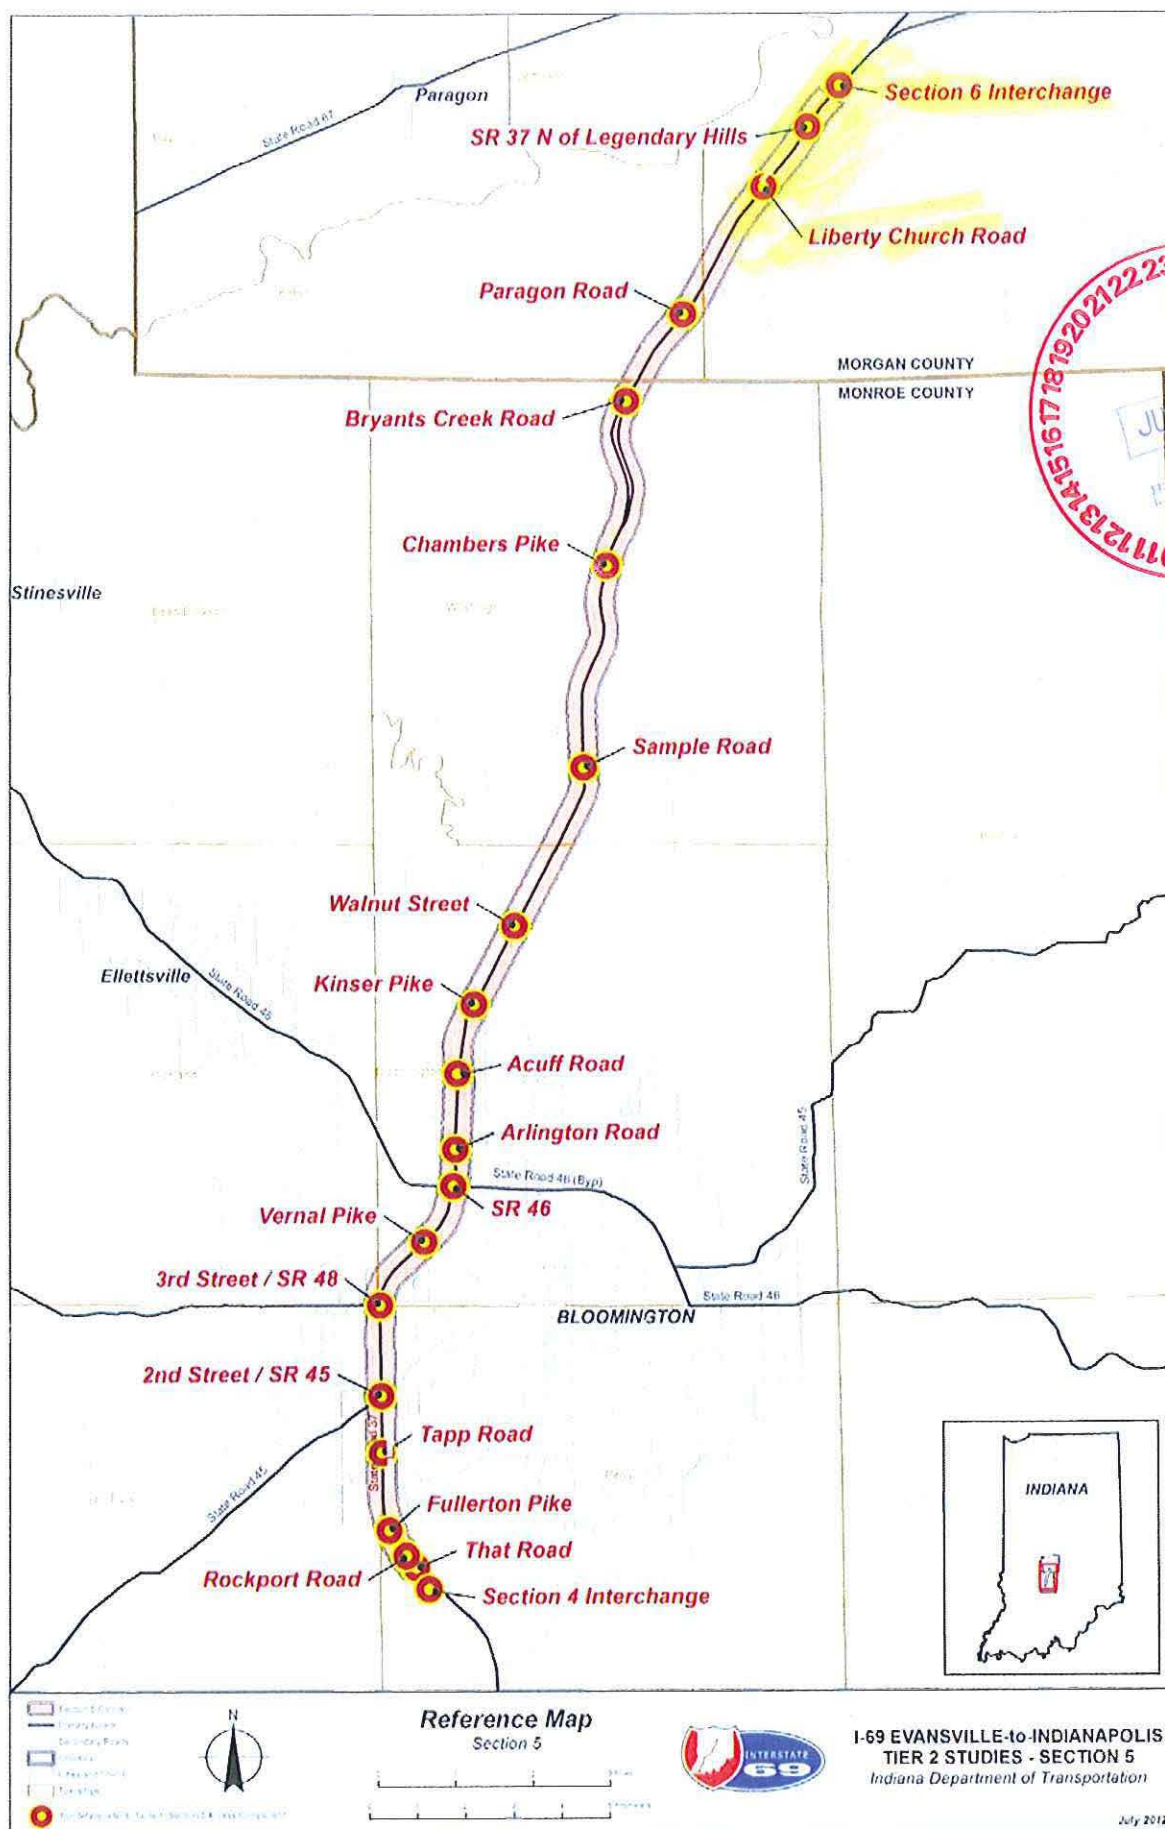 Section 6 Interchange
Paragon
State Road 67
SR 37 N of Legendary Hills
Liberty Church Road
Paragon Road
MORGAN COUNTY
MONROE COUNTY
Bryants Creek Road
Chambers Pike
Stinesville
Sample Road
Walnut Street
Ellettsville
State Road 46
Kinser Pike
Acuff Road
State Road 45
Arlington Road
State Road 46 (Byp)
SR 46
Vernal Pike
3rd Street / SR 48
State Road 46
BLOOMINGTON
2nd Street / SR 45
Tapp Road
State Road 45
INDIANA
Fullerton Pike
That Road
Rockport Road
Section 4 Interchange
N
Reference Map
Section 5
INTERSTATE
69
I-69 EVANSVILLE-to-INDIANAPOLIS
TIER 2 STUDIES - SECTION 5
Indiana Department of Transportation
July 2012